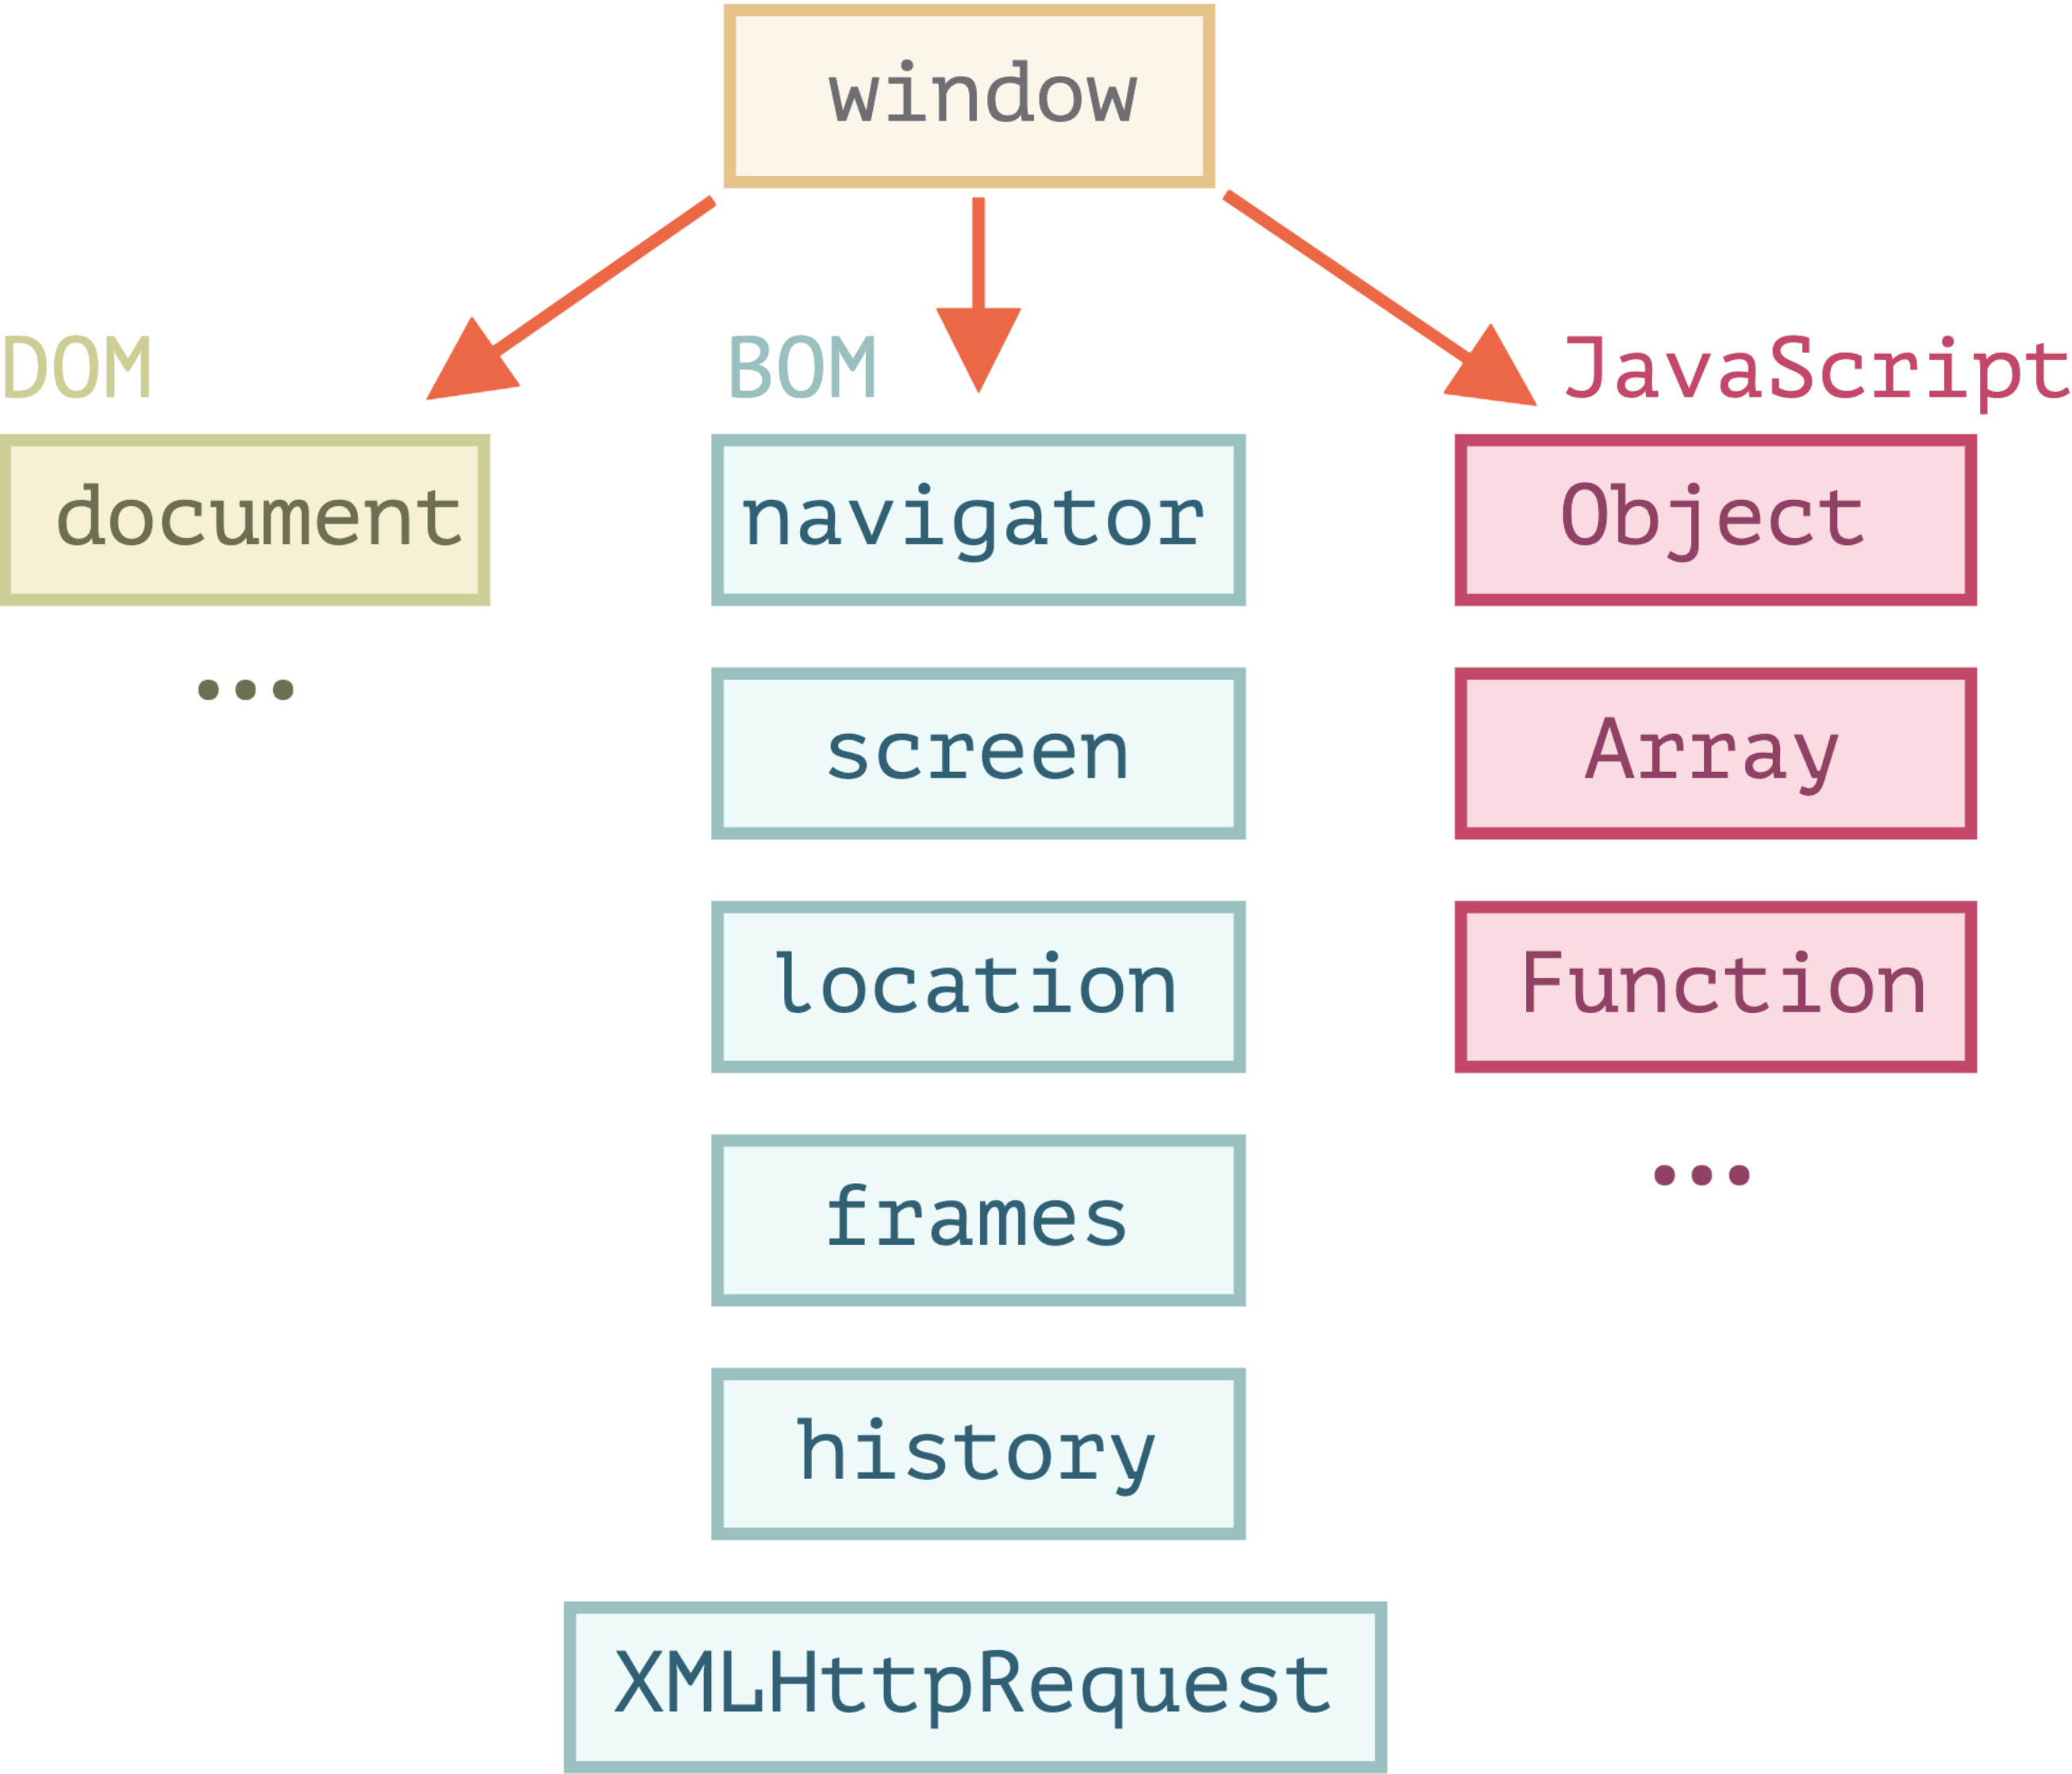 window
DOM
document
...
BOM
navigator
screen
location
frames
history
XMLHttpRequest
JavaScript
Object
Array
Function
...